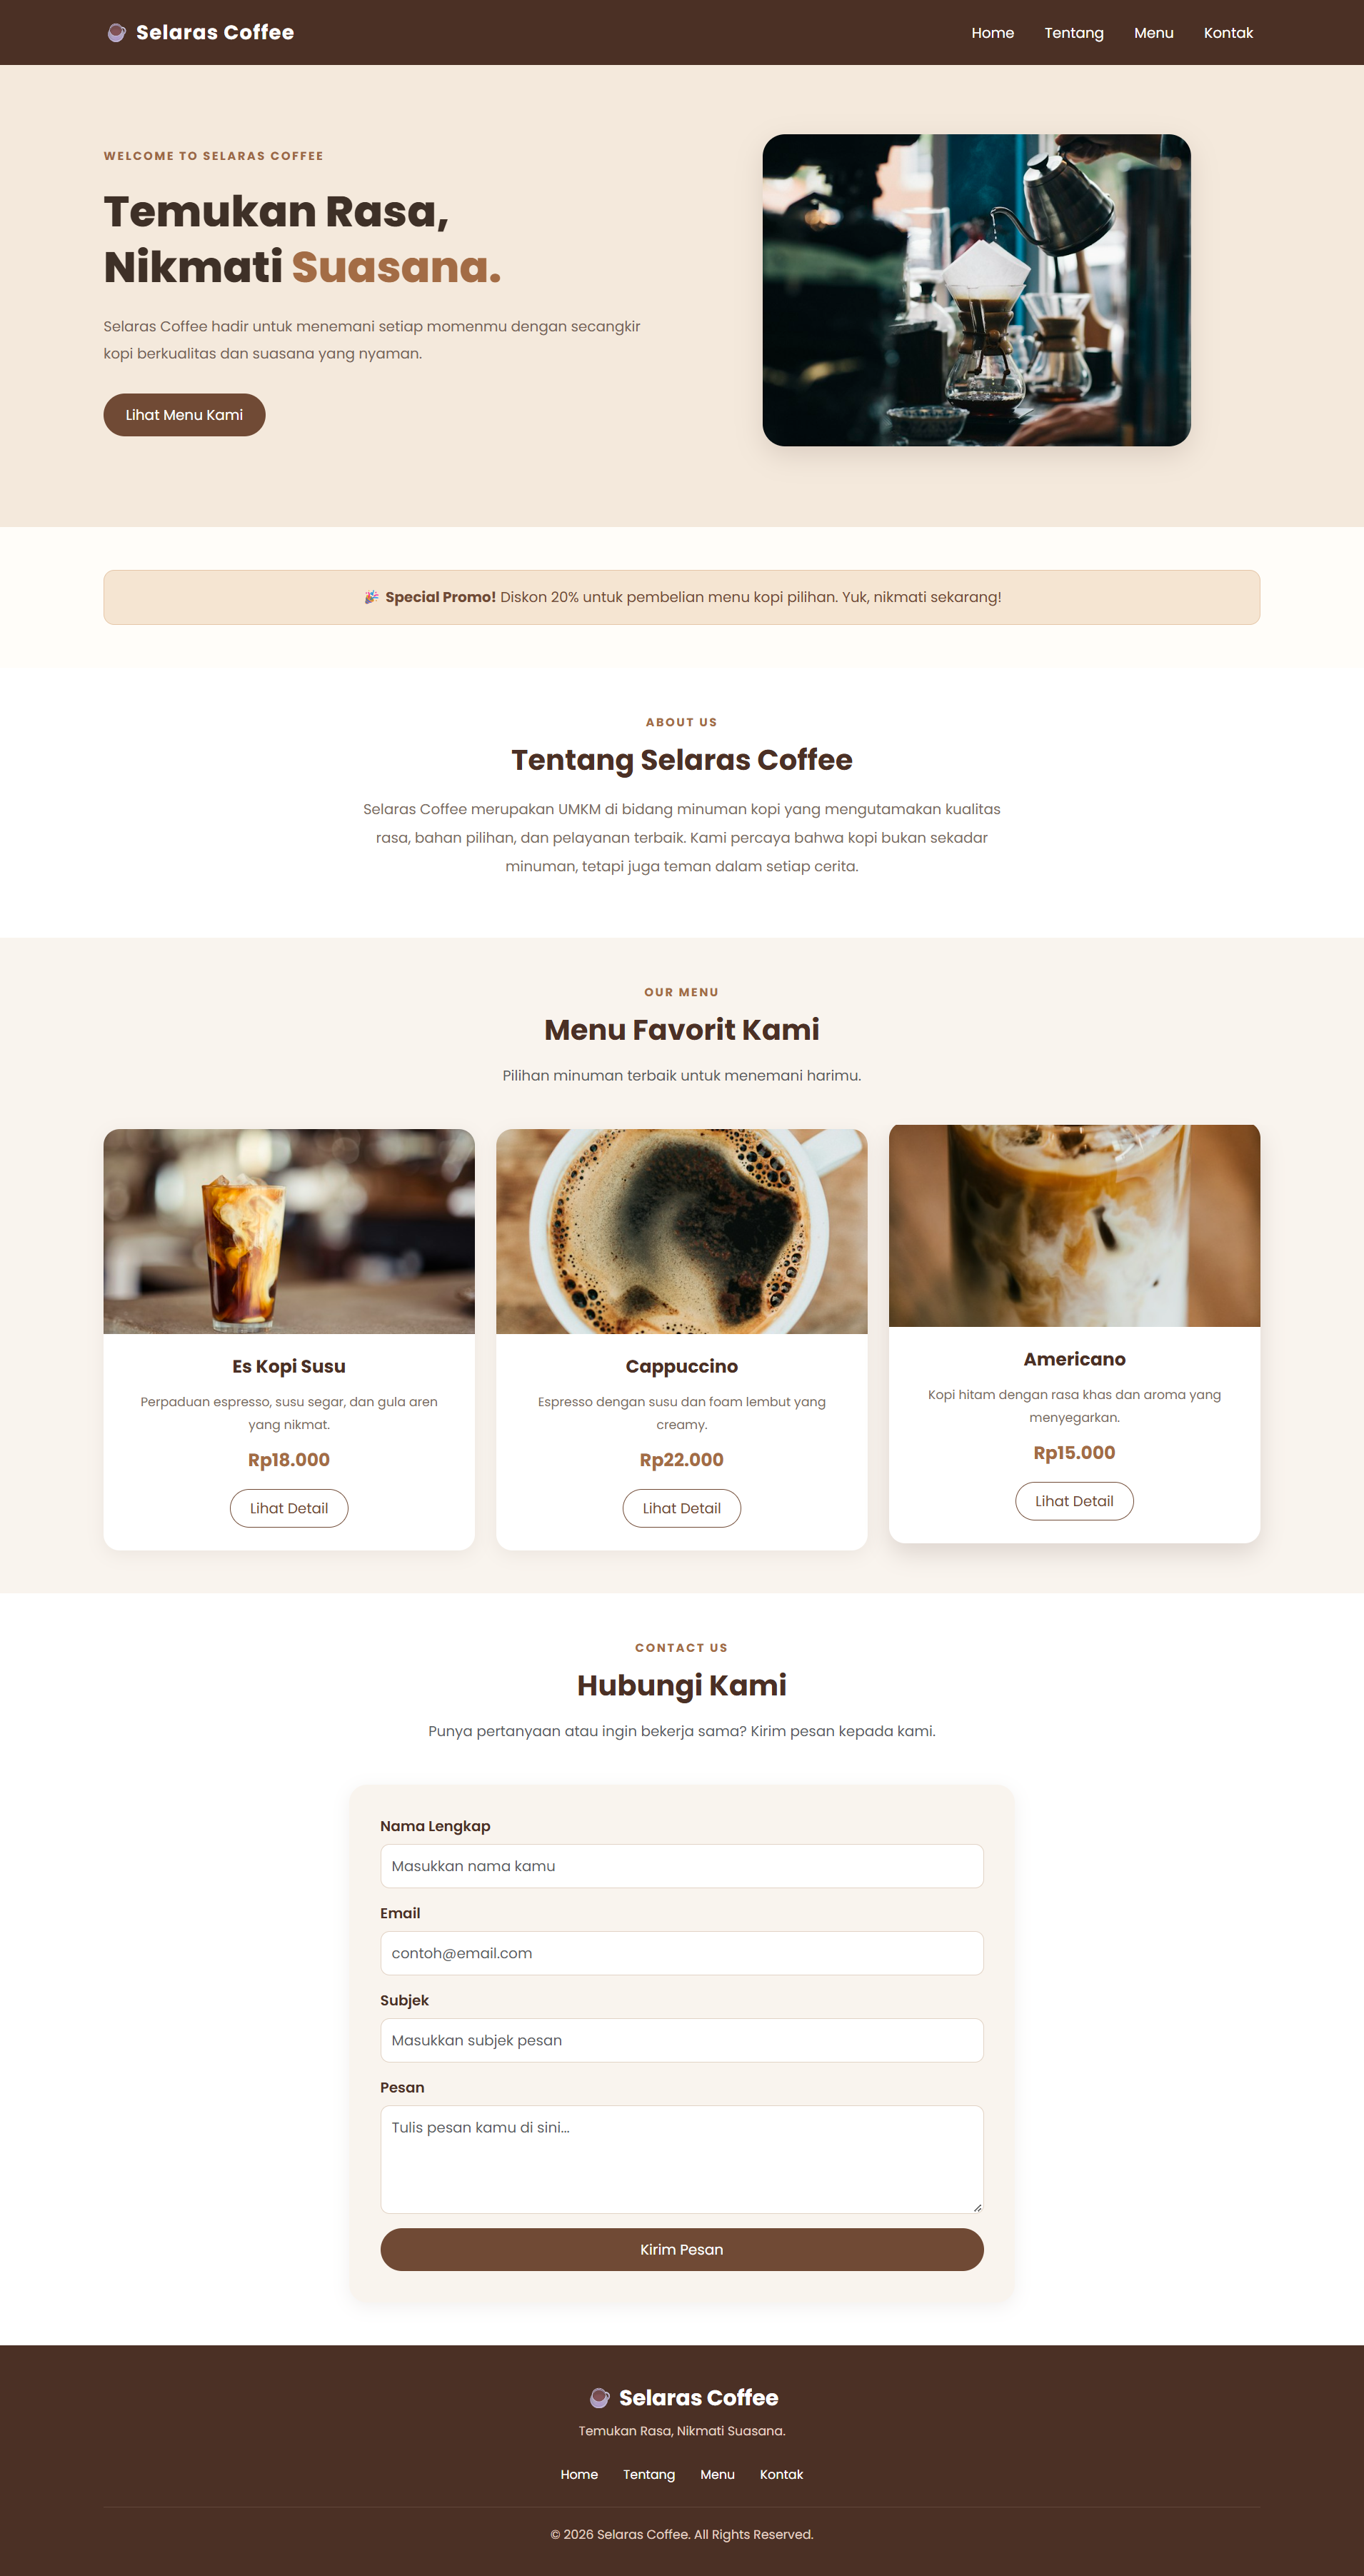 ☕ Selaras Coffee
Home Tentang Menu Kontak
WELCOME TO SELARAS COFFEE
Temukan Rasa,
Nikmati Suasana.
Selaras Coffee hadir untuk menemani setiap momenmu dengan secangkir
kopi berkualitas dan suasana yang nyaman.
Lihat Menu Kami
🎉 Special Promo! Diskon 20% untuk pembelian menu kopi pilihan. Yuk, nikmati sekarang!
ABOUT US
Tentang Selaras Coffee
Selaras Coffee merupakan UMKM di bidang minuman kopi yang mengutamakan kualitas
rasa, bahan pilihan, dan pelayanan terbaik. Kami percaya bahwa kopi bukan sekadar
minuman, tetapi juga teman dalam setiap cerita.
OUR MENU
Menu Favorit Kami
Pilihan minuman terbaik untuk menemani harimu.
Es Kopi Susu
Perpaduan espresso, susu segar, dan gula aren
yang nikmat.
Rp18.000
Lihat Detail
Cappuccino
Espresso dengan susu dan foam lembut yang
creamy.
Rp22.000
Lihat Detail
Americano
Kopi hitam dengan rasa khas dan aroma yang
menyegarkan.
Rp15.000
Lihat Detail
CONTACT US
Hubungi Kami
Punya pertanyaan atau ingin bekerja sama? Kirim pesan kepada kami.
Nama Lengkap
Masukkan nama kamu
Email
contoh@email.com
Subjek
Masukkan subjek pesan
Pesan
Tulis pesan kamu di sini...
Kirim Pesan
☕ Selaras Coffee
Temukan Rasa, Nikmati Suasana.
Home Tentang Menu Kontak
© 2026 Selaras Coffee. All Rights Reserved.